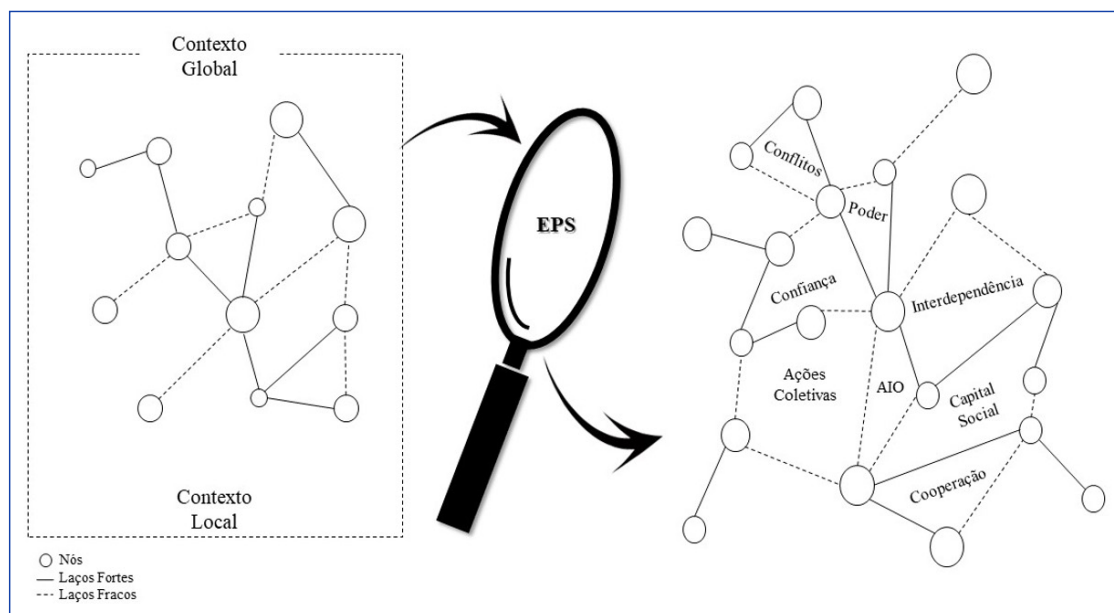 Contexto
Global
Contexto
Local
Nós
Laços Fortes
Laços Fracos
EPS
Conflitos
Poder
Confiança
Interdependência
Ações
Coletivas
AIO
Capital
Social
Cooperação